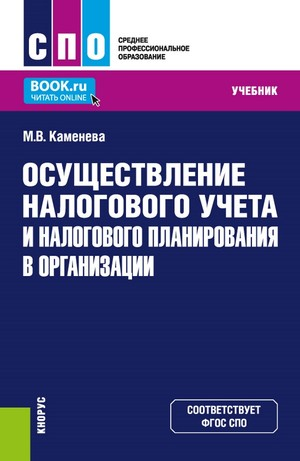 СПО
СРЕДНЕЕ
ПРОФЕССИОНАЛЬНОЕ
ОБРАЗОВАНИЕ
BOOK.ru
ЧИТАТЬ ONLINE
УЧЕБНИК
М.В. Каменева
ОСУЩЕСТВЛЕНИЕ
НАЛОГОВОГО УЧЕТА
И НАЛОГОВОГО ПЛАНИРОВАНИЯ
В ОРГАНИЗАЦИИ
КНОРУС
СООТВЕТСТВУЕТ
ФГОС СПО